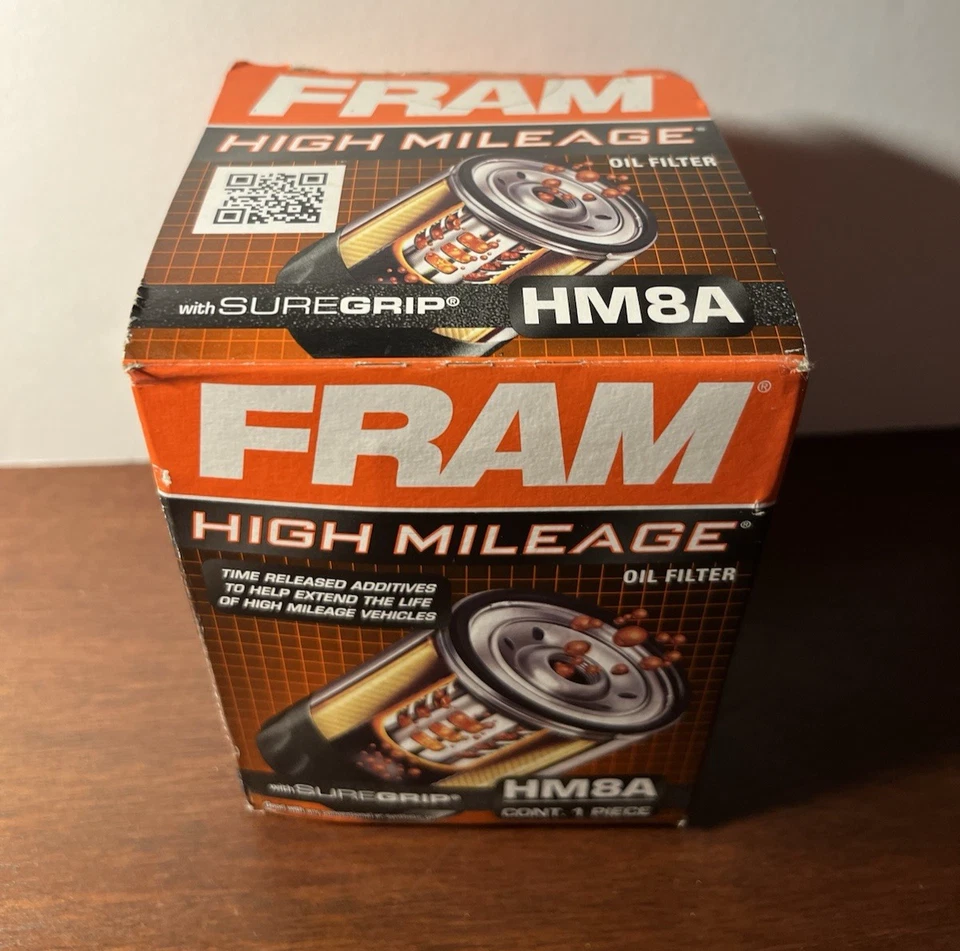 FRAM
HIGH MILEAGE
OIL FILTER
with SUREGRIP®
HM8A
FRAM®
HIGH MILEAGE®
OIL FILTER
TIME RELEASED ADDITIVES
TO HELP EXTEND THE LIFE
OF HIGH MILEAGE VEHICLES
with SUREGRIP®
HM8A
CONT. 1 PIECE